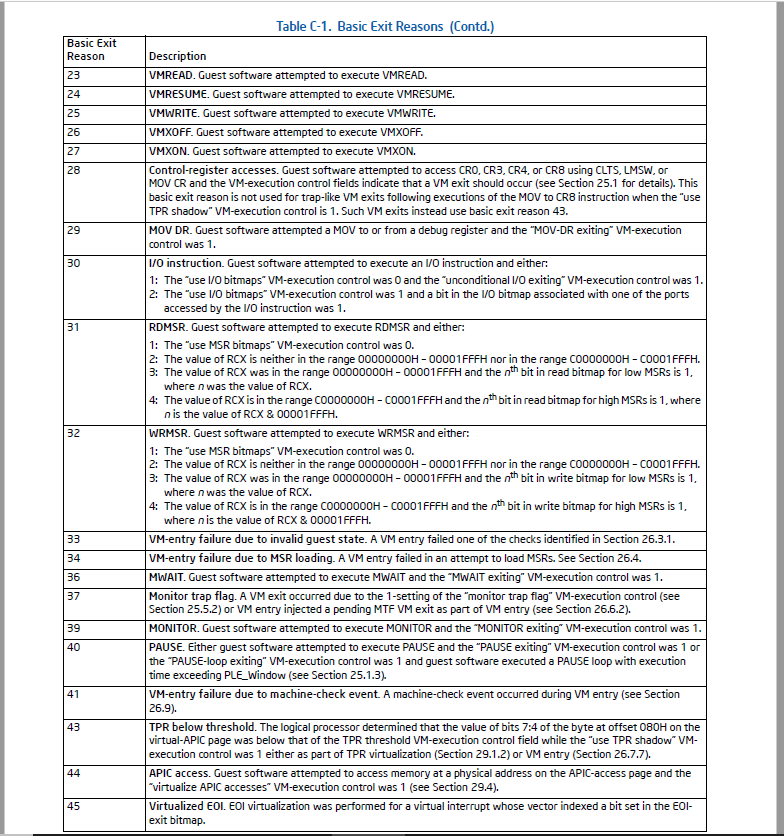 Table C-1. Basic Exit Reasons (Contd.)
Basic Exit
Reason Description
23 VMREAD. Guest software attempted to execute VMREAD.
24 VMRESUME. Guest software attempted to execute VMRESUME.
25 VMWRITE. Guest software attempted to execute VMWRITE.
26 VMXOFF. Guest software attempted to execute VMXOFF.
27 VMXON. Guest software attempted to execute VMXON.
28 Control-register accesses. Guest software attempted to access CR0, CR3, CR4, or CR8 using CLTS, LMSW, or
MOV CR and the VM-execution control fields indicate that a VM exit should occur (see Section 25.1 for details). This
basic exit reason is not used for trap-like VM exits following executions of the MOV to CR8 instruction when the “use
TPR shadow” VM-execution control is 1. Such VM exits instead use basic exit reason 43.
29 MOV DR. Guest software attempted a MOV to or from a debug register and the “MOV-DR exiting” VM-execution
control was 1.
30 I/O instruction. Guest software attempted to execute an I/O instruction and either:
1: The “use I/O bitmaps” VM-execution control was 0 and the “unconditional I/O exiting” VM-execution control was 1.
2: The “use I/O bitmaps” VM-execution control was 1 and a bit in the I/O bitmap associated with one of the ports
accessed by the I/O instruction was 1.
31 RDMSR. Guest software attempted to execute RDMSR and either:
1: The “use MSR bitmaps” VM-execution control was 0.
2: The value of RCX is neither in the range 00000000H – 00001FFFH nor in the range C0000000H – C0001FFFH.
3: The value of RCX was in the range 00000000H – 00001FFFH and the nth bit in read bitmap for low MSRs is 1,
where n was the value of RCX.
4: The value of RCX is in the range C0000000H – C0001FFFH and the nth bit in read bitmap for high MSRs is 1, where
n is the value of RCX & 00001FFFH.
32 WRMSR. Guest software attempted to execute WRMSR and either:
1: The “use MSR bitmaps” VM-execution control was 0.
2: The value of RCX is neither in the range 00000000H – 00001FFFH nor in the range C0000000H – C0001FFFH.
3: The value of RCX was in the range 00000000H – 00001FFFH and the nth bit in write bitmap for low MSRs is 1,
where n was the value of RCX.
4: The value of RCX is in the range C0000000H – C0001FFFH and the nth bit in write bitmap for high MSRs is 1,
where n is the value of RCX & 00001FFFH.
33 VM-entry failure due to invalid guest state. A VM entry failed one of the checks identified in Section 26.3.1.
34 VM-entry failure due to MSR loading. A VM entry failed in an attempt to load MSRs. See Section 26.4.
36 MWAIT. Guest software attempted to execute MWAIT and the “MWAIT exiting” VM-execution control was 1.
37 Monitor trap flag. A VM exit occurred due to the 1-setting of the “monitor trap flag” VM-execution control (see
Section 25.5.2) or VM entry injected a pending MTF VM exit as part of VM entry (see Section 26.6.2).
39 MONITOR. Guest software attempted to execute MONITOR and the “MONITOR exiting” VM-execution control was 1.
40 PAUSE. Either guest software attempted to execute PAUSE and the “PAUSE exiting” VM-execution control was 1 or
the “PAUSE-loop exiting” VM-execution control was 1 and guest software executed a PAUSE loop with execution
time exceeding PLE_Window (see Section 25.1.3).
41 VM-entry failure due to machine-check event. A machine-check event occurred during VM entry (see Section
26.9).
43 TPR below threshold. The logical processor determined that the value of bits 7:4 of the byte at offset 080H on the
virtual-APIC page was below that of the TPR threshold VM-execution control field while the “use TPR shadow” VM-
execution control was 1 either as part of TPR virtualization (Section 29.1.2) or VM entry (Section 26.7.7).
44 APIC access. Guest software attempted to access memory at a physical address on the APIC-access page and the
“virtualize APIC accesses” VM-execution control was 1 (see Section 29.4).
45 Virtualized EOI. EOI virtualization was performed for a virtual interrupt whose vector indexed a bit set in the EOI-
exit bitmap.